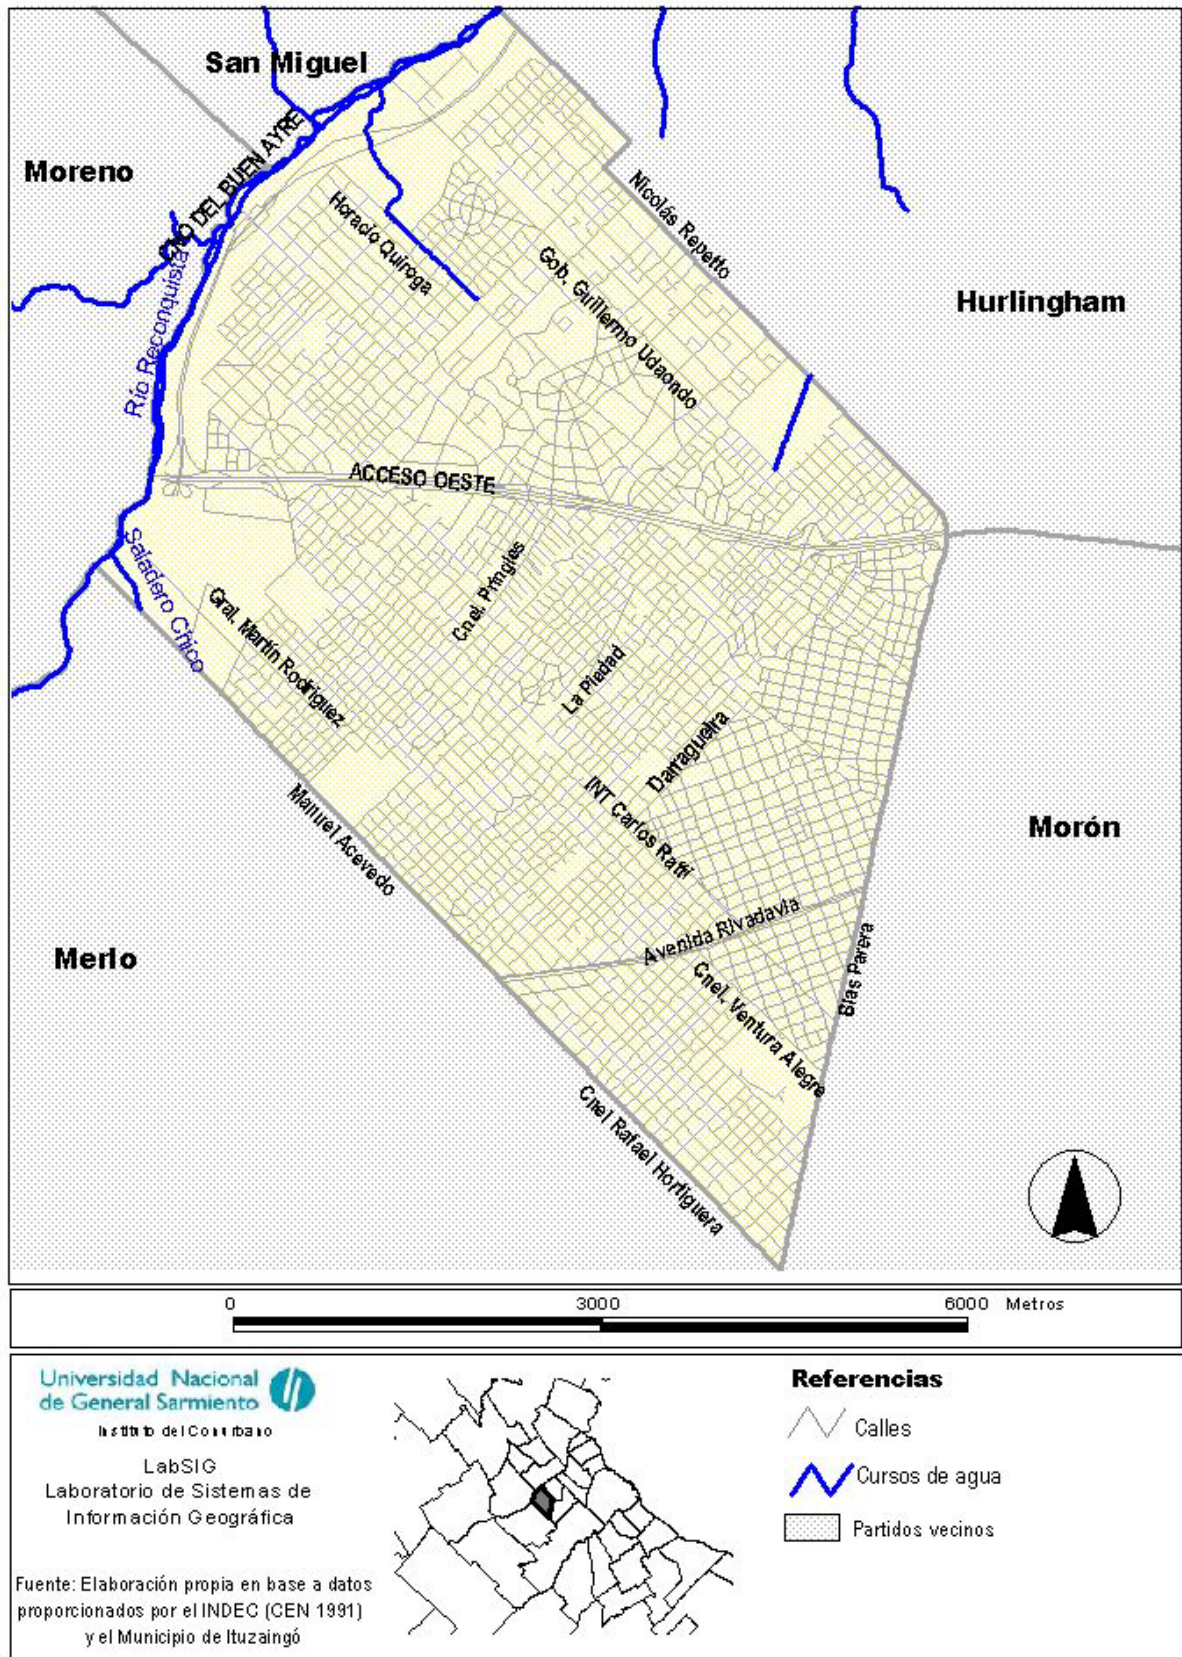 San Miguel
Moreno
CNO DEL BUEN AYRE
Horacio Quiroga
Nicolás Repetto
Gob. Guillermo Udaondo
Hurlingham
Río Reconquista
ACCESO OESTE
Saladero Chico
Cnel. Pringles
Gral. Martín Rodriguez
La Piedad
Darragueira
INT Carlos Ratti
Manuel Acevedo
Morón
Avenida Rivadavia
Merlo
Blas Parera
Cnel. Ventura Alegre
Cnel Rafael Hortiguera
0 3000 6000 Metros
Universidad Nacional
de General Sarmiento
Instituto del Conurbano
LabSIG
Laboratorio de Sistemas de
Información Geográfica
Fuente: Elaboración propia en base a datos
proporcionados por el INDEC (CEN 1991)
y el Municipio de Ituzaingó
Referencias
Calles
Cursos de agua
Partidos vecinos